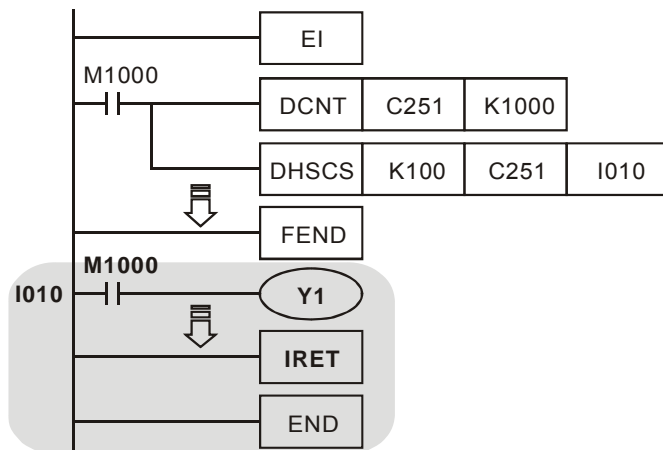 EI
M1000
DCNT C251 K1000
DHSCS K100 C251 I010
FEND
M1000
I010 Y1
IRET
END